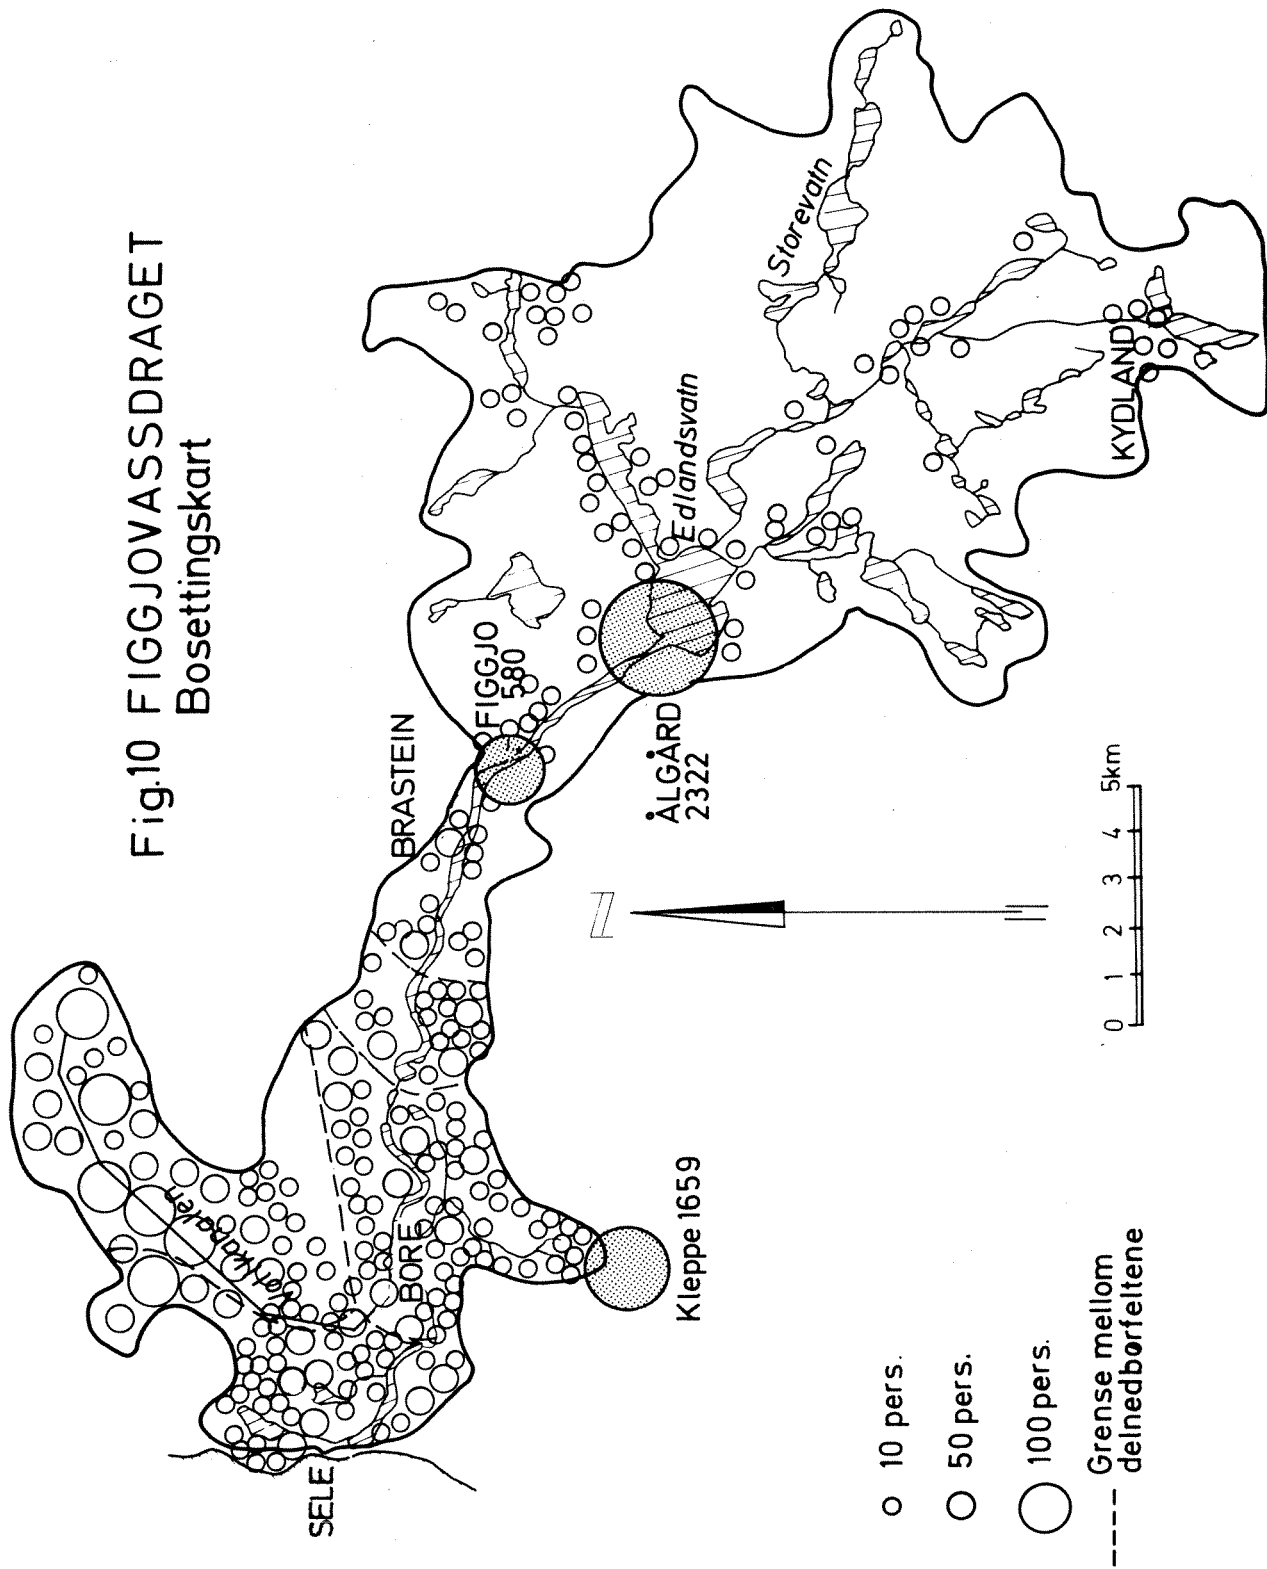 Fig.10 FIGGJOVASSDRAGET
Bosettingskart
Storevatn
Edlandsvatn
KYDLAND
FIGGJO
580
BRASTEIN
ÅLGÅRD
2322
N
0 1 2 3 4 5km
BORE
Kleppe 1659
SELE
10 pers.
50 pers.
100 pers.
Grense mellom
delnedbørfeltene